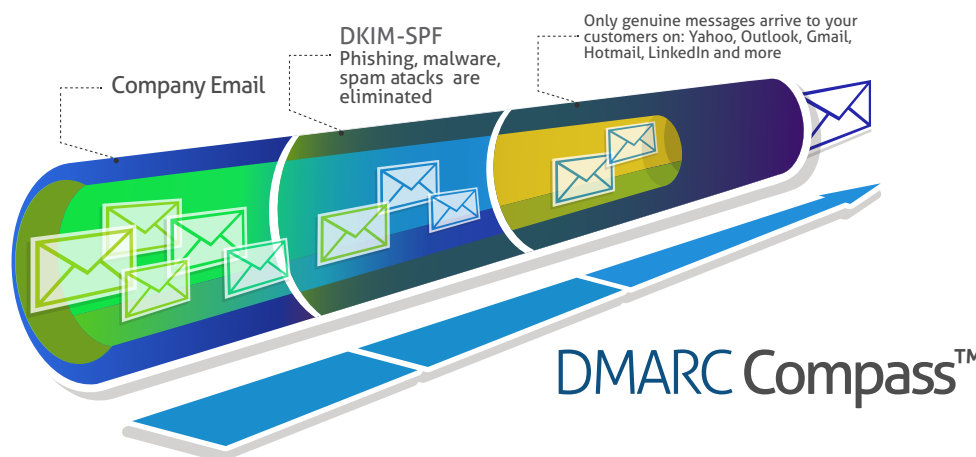 Company Email
DKIM-SPF
Phishing, malware,
spam atacks are
eliminated
Only genuine messages arrive to your
customers on: Yahoo, Outlook, Gmail,
Hotmail, LinkedIn and more
DMARC Compass™